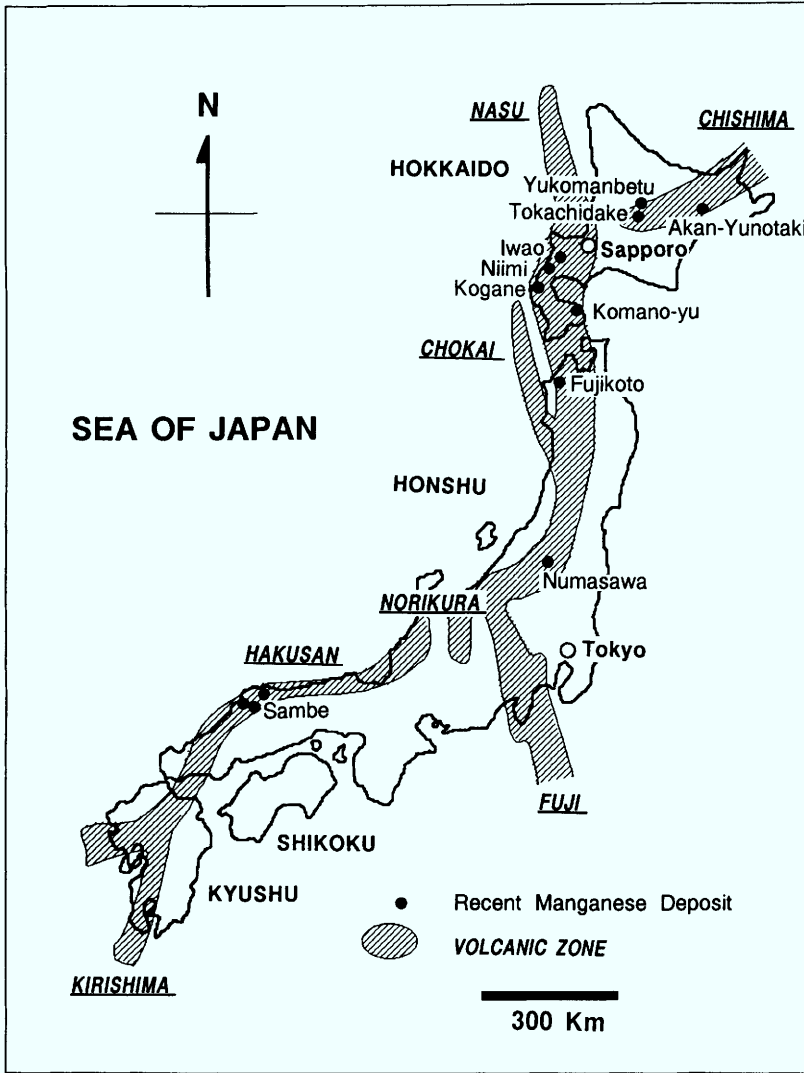 N
NASU
CHISHIMA
HOKKAIDO
Yukomanbetu
Tokachidake
Akan-Yunotaki
Iwao
Sapporo
Niimi
Kogane
Komano-yu
CHOKAI
Fujikoto
SEA OF JAPAN
HONSHU
Numasawa
NORIKURA
Tokyo
HAKUSAN
Sambe
FUJI
SHIKOKU
KYUSHU
Recent Manganese Deposit
VOLCANIC ZONE
KIRISHIMA
300 Km